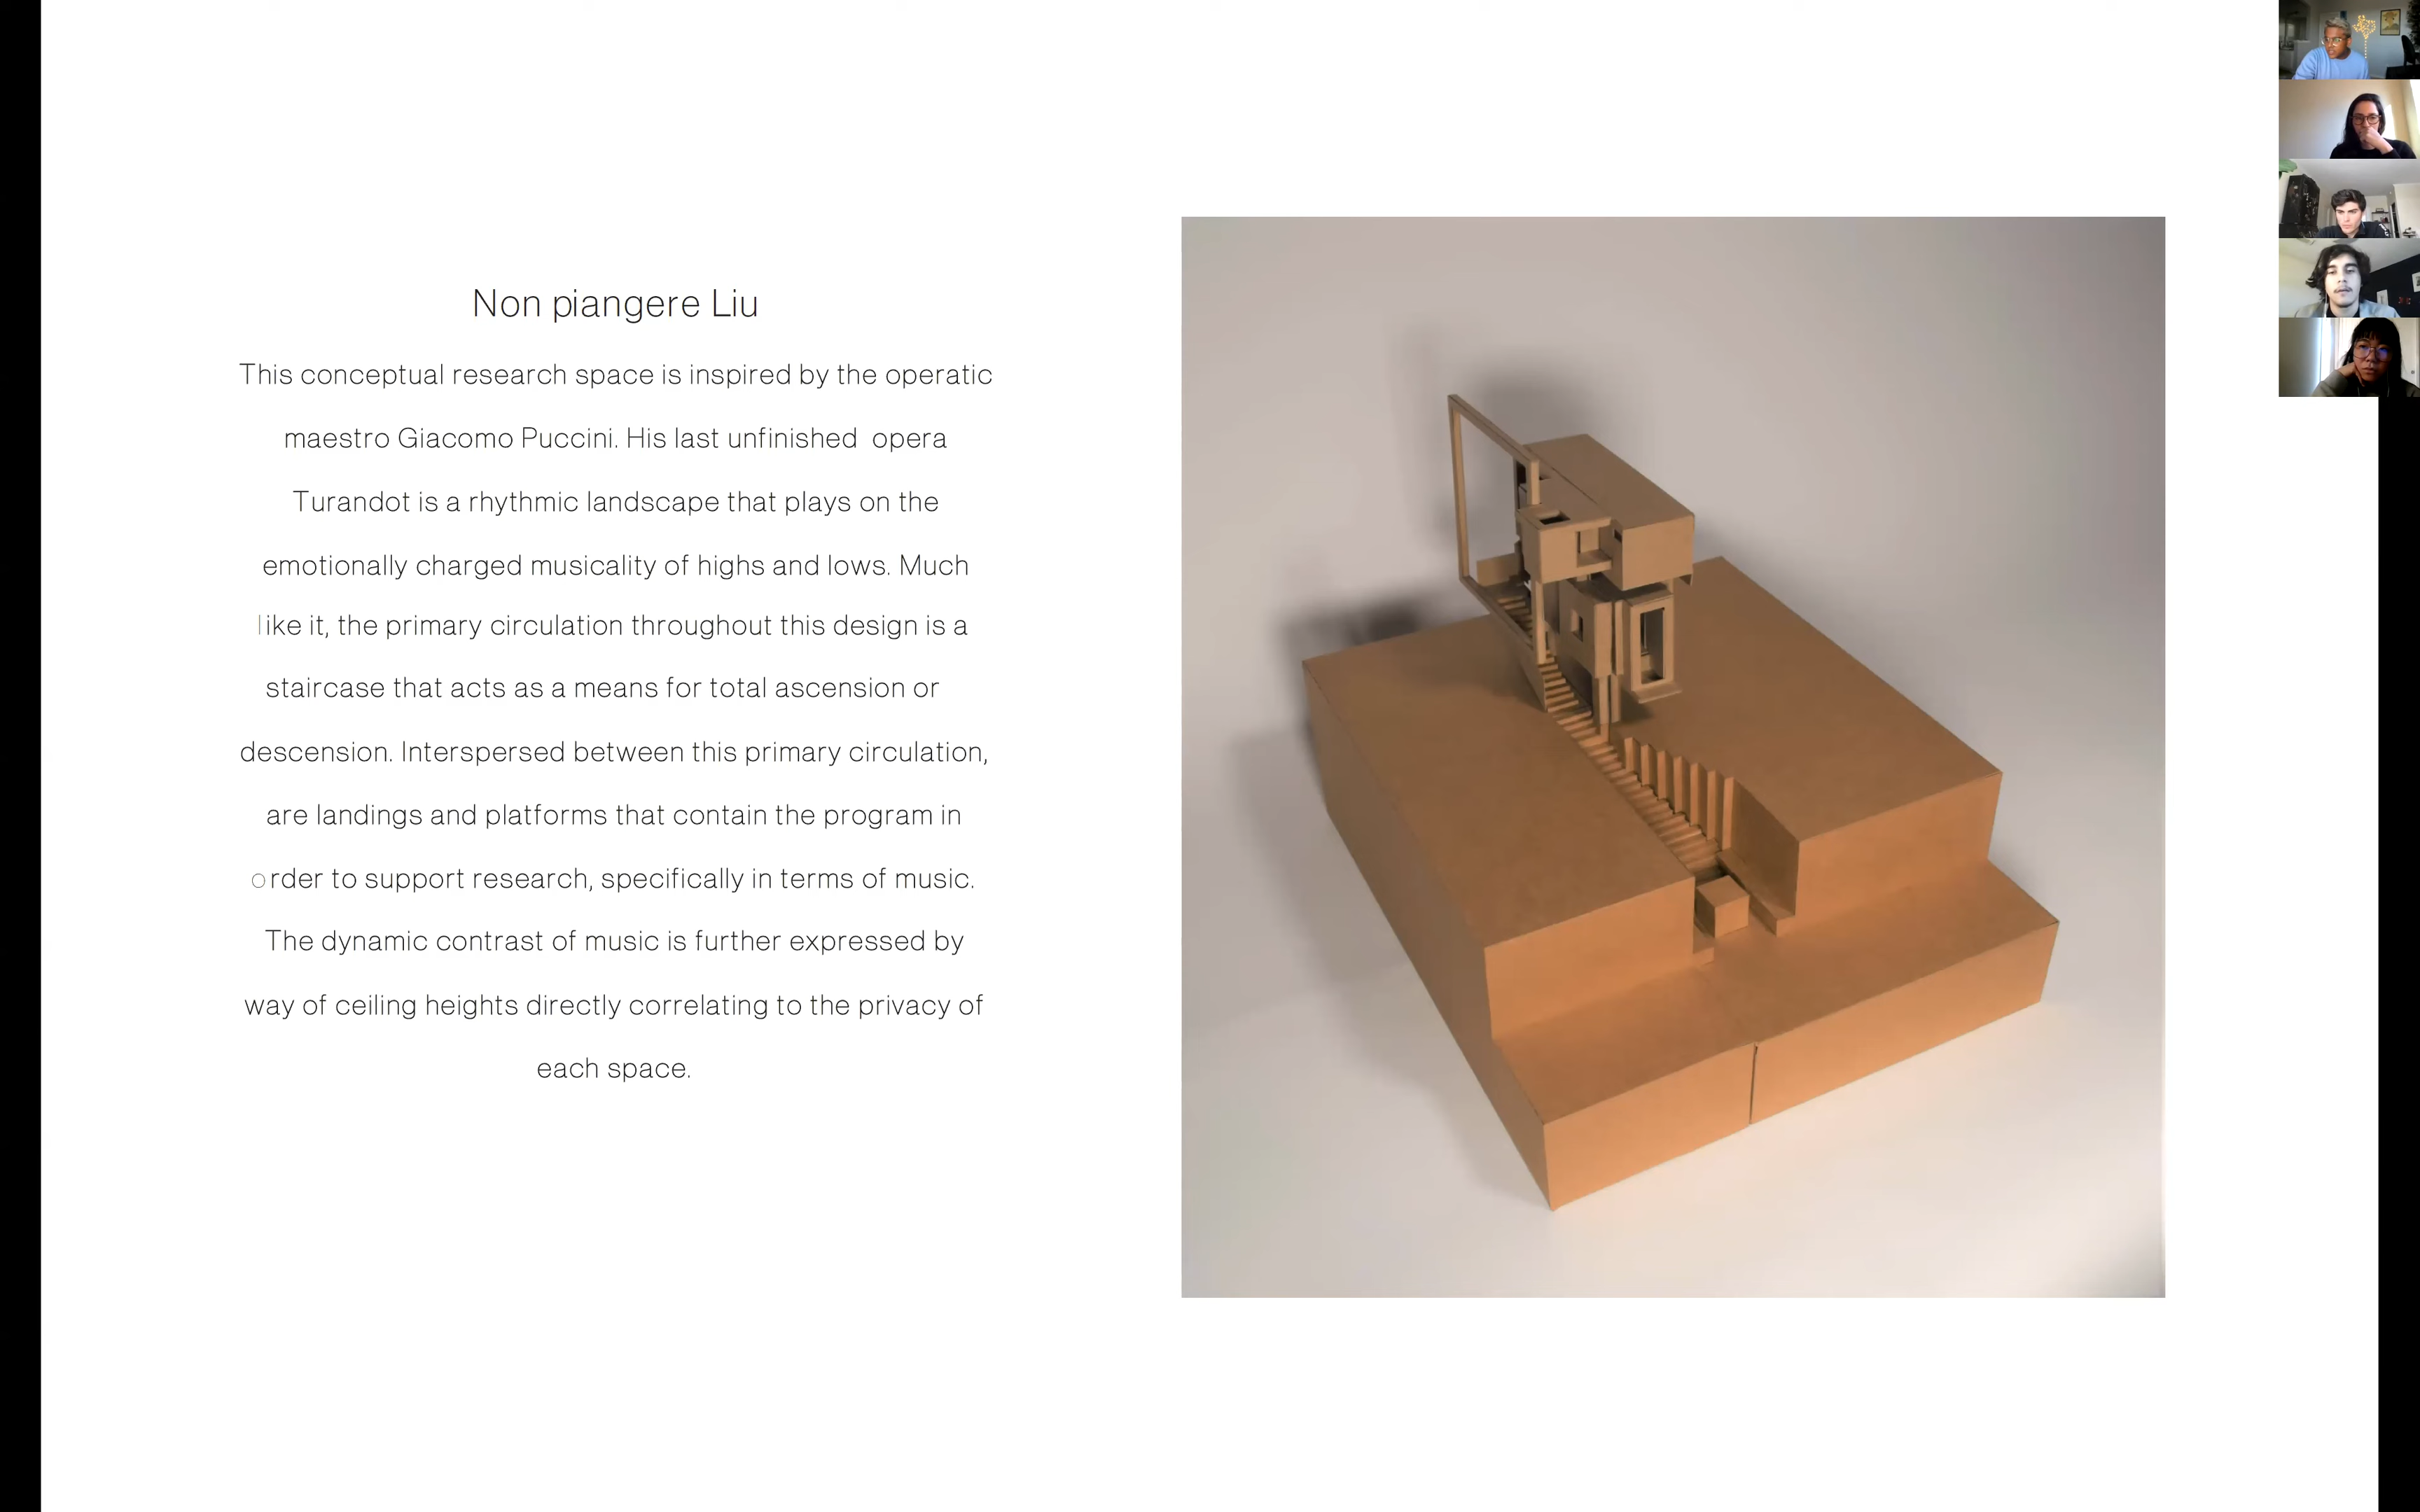 Non piangere Liu
This conceptual research space is inspired by the operatic
maestro Giacomo Puccini. His last unfinished  opera
Turandot is a rhythmic landscape that plays on the
emotionally charged musicality of highs and lows. Much
like it, the primary circulation throughout this design is a
staircase that acts as a means for total ascension or
descension. Interspersed between this primary circulation,
are landings and platforms that contain the program in
order to support research, specifically in terms of music.
The dynamic contrast of music is further expressed by
way of ceiling heights directly correlating to the privacy of
each space.